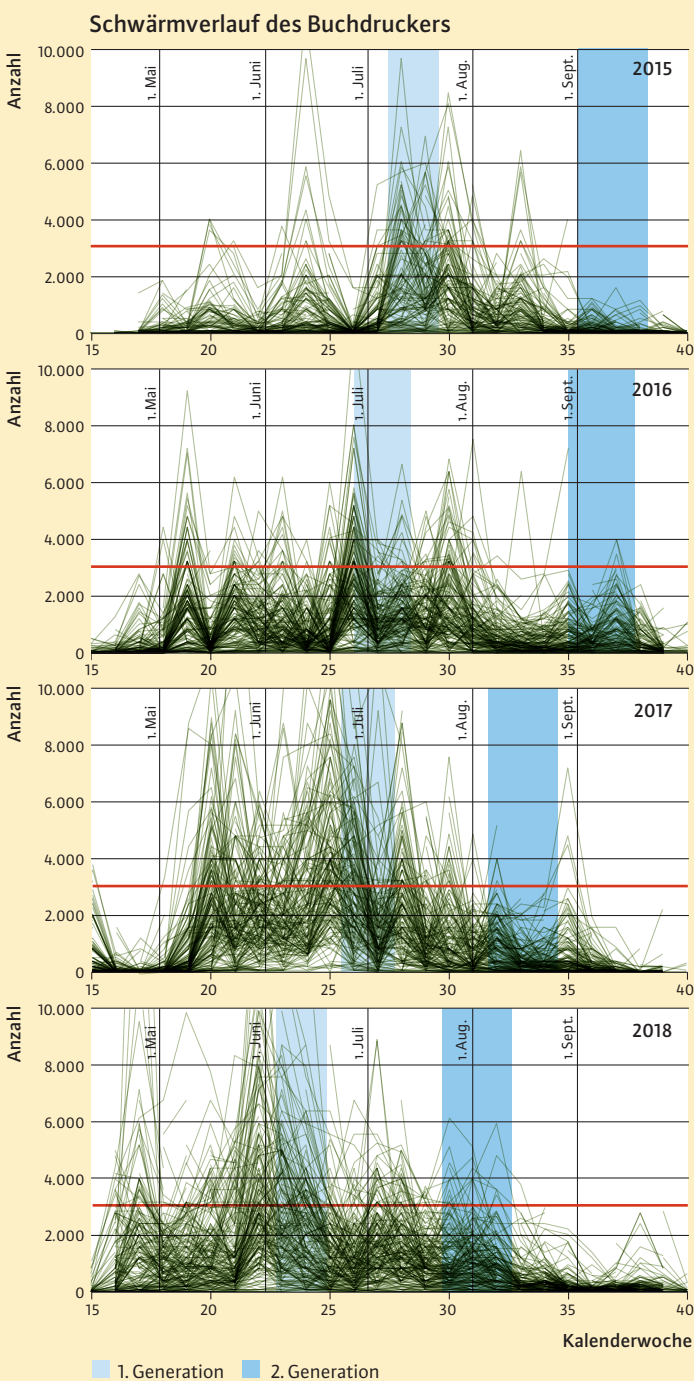 Schwärmverlauf des Buchdruckers
Anzahl
10.000
8.000
6.000
4.000
2.000
0
1. Mai
1. Juni
1. Juli
1. Aug.
1. Sept.
2015
15 20 25 30 35 40
Anzahl
10.000
8.000
6.000
4.000
2.000
0
1. Mai
1. Juni
1. Juli
1. Aug.
1. Sept.
2016
15 20 25 30 35 40
Anzahl
10.000
8.000
6.000
4.000
2.000
0
1. Mai
1. Juni
1. Juli
1. Aug.
1. Sept.
2017
15 20 25 30 35 40
Anzahl
10.000
8.000
6.000
4.000
2.000
0
1. Mai
1. Juni
1. Juli
1. Aug.
1. Sept.
2018
15 20 25 30 35 40
Kalenderwoche
1. Generation 2. Generation